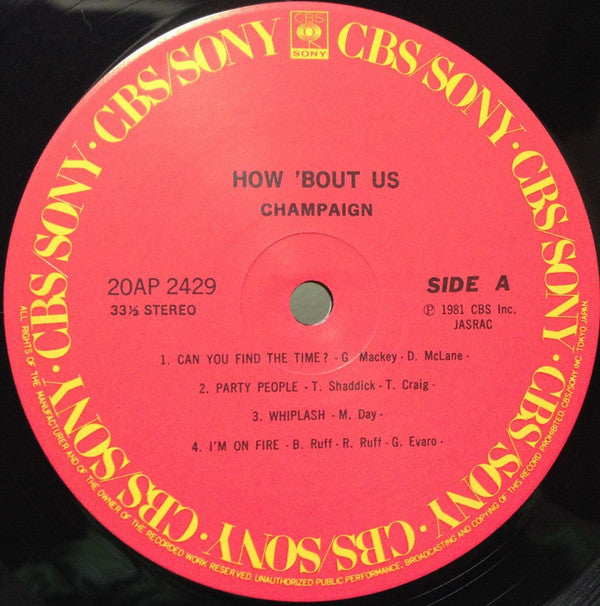 CBS
SONY
CBS/SONY · CBS/SONY · CBS/SONY · CBS/SONY · CBS/SONY · CBS/SONY · CBS/SONY · CBS/SONY
HOW 'BOUT US
CHAMPAIGN
20AP 2429
33⅓ STEREO
SIDE A
Ⓟ 1981 CBS Inc.
JASRAC
1. CAN YOU FIND THE TIME? - G. Mackey - D. McLane -
2. PARTY PEOPLE - T. Shaddick - T. Craig -
3. WHIPLASH - M. Day -
4. I'M ON FIRE - B. Ruff - R. Ruff - G. Evaro -
ALL RIGHTS OF THE MANUFACTURER AND OF THE OWNER OF THE RECORDED WORK RESERVED. UNAUTHORIZED PUBLIC PERFORMANCE, BROADCASTING AND COPYING OF THIS RECORD PROHIBITED. CBS/SONY INC. TOKYO JAPAN